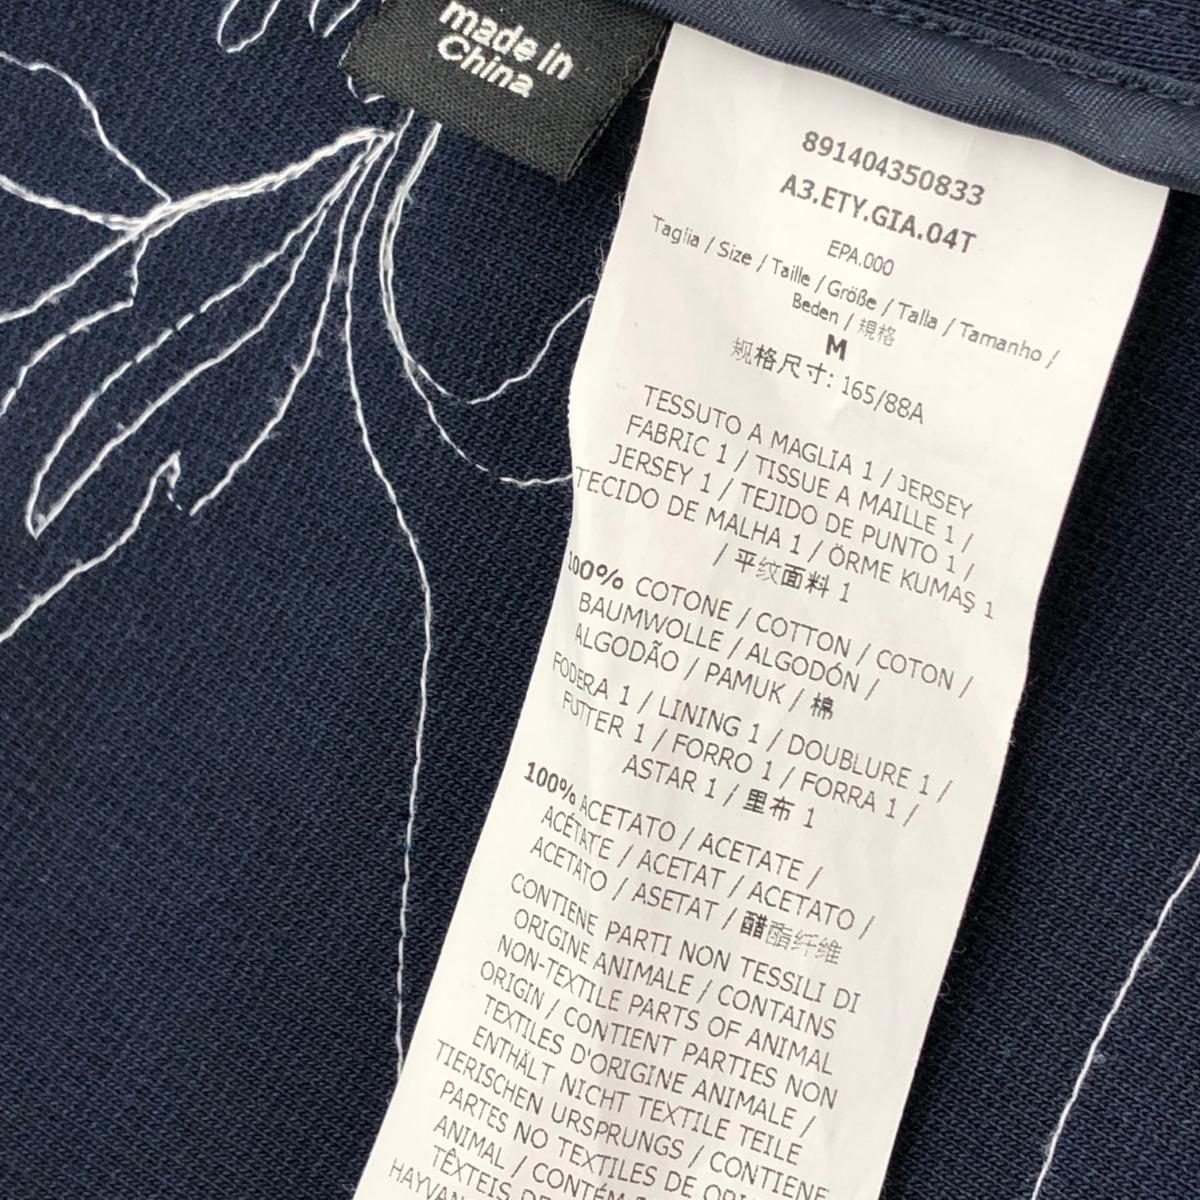 made in
China
891404350833
A3.ETY.GIA.04T
EPA.000
Taglia / Size / Taille / Größe / Talla / Tamanho /
Beden / 規格
M
规格尺寸: 165/88A
TESSUTO A MAGLIA 1 / JERSEY
FABRIC 1 / TISSUE A MAILLE 1 /
JERSEY 1 / TEJIDO DE PUNTO 1 /
TECIDO DE MALHA 1 / ÖRME KUMAŞ 1
/ 平纹面料 1
100% COTONE / COTTON / COTON /
BAUMWOLLE / ALGODÓN /
ALGODÃO / PAMUK / 棉
FODERA 1 / LINING 1 / DOUBLURE 1 /
FUTTER 1 / FORRO 1 / FORRA 1 /
ASTAR 1 / 里布 1
100% ACETATO / ACETATE /
ACÉTATE / ACETAT / ACETATO /
ACETATO / ASETAT / 醋酯纤维
CONTIENE PARTI NON TESSILI DI
ORIGINE ANIMALE / CONTAINS
NON-TEXTILE PARTS OF ANIMAL
ORIGIN / CONTIENT PARTIES NON
TEXTILES D'ORIGINE ANIMALE /
ENTHÄLT NICHT TEXTILE TEILE
TIERISCHEN URSPRUNGS / CONTIENE
PARTES NO TEXTILES DE
ANIMAL / CONTÉM
TÊXTEIS